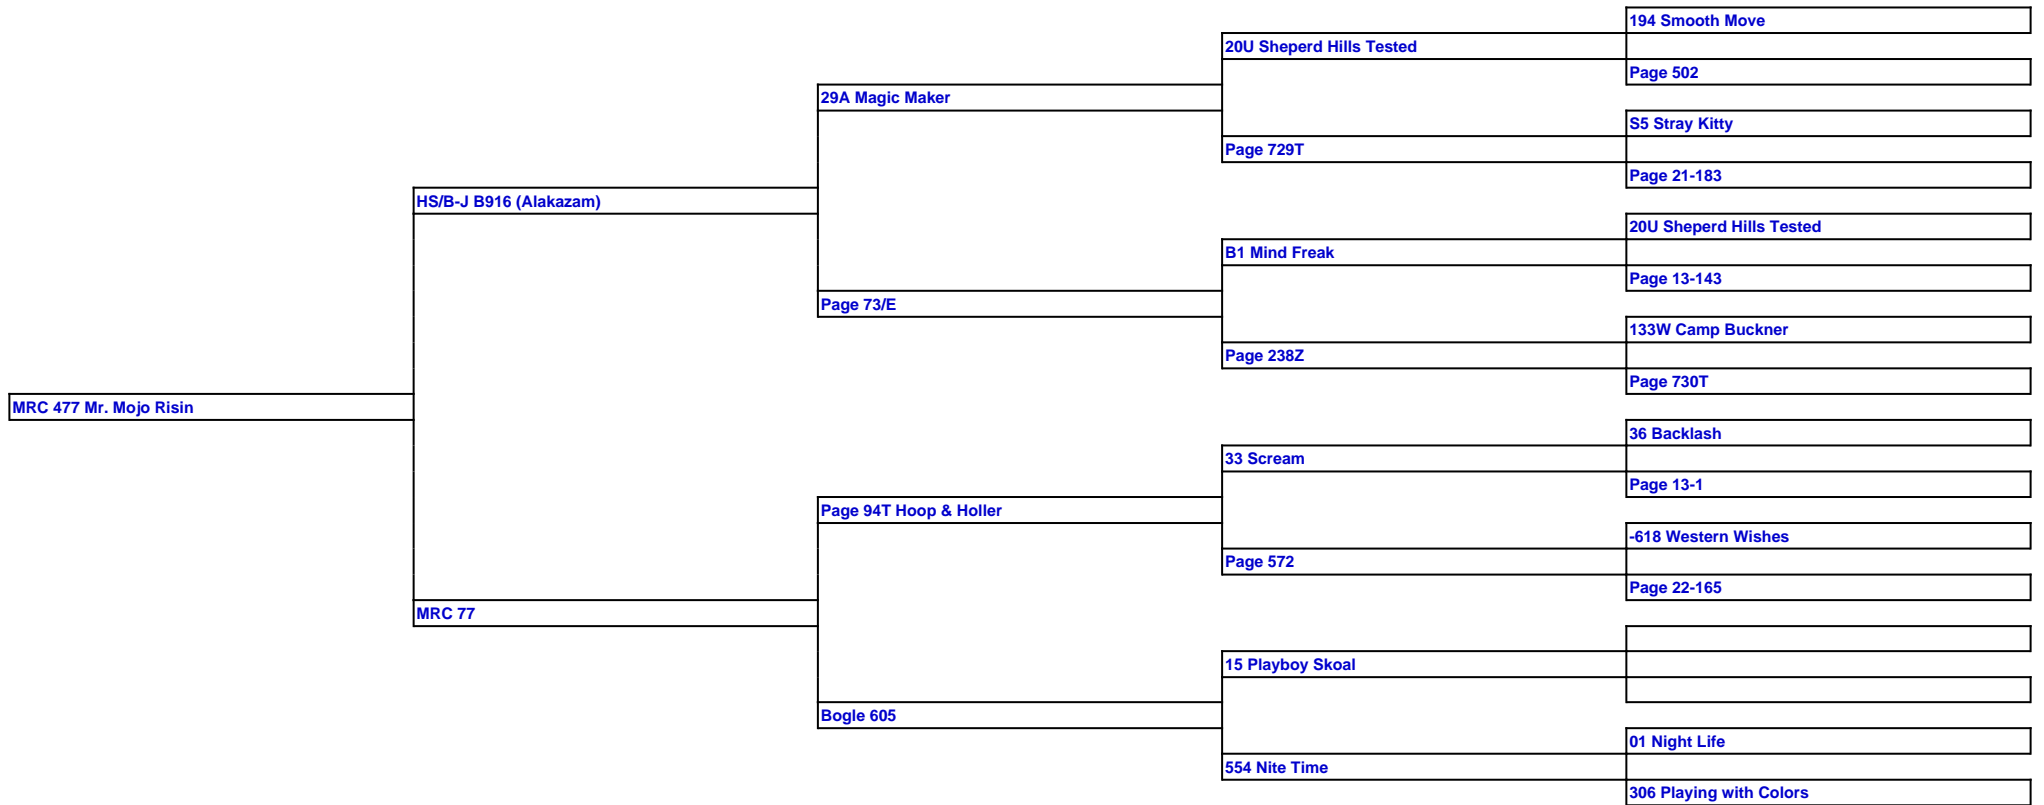 194 Smooth Move
20U Sheperd Hills Tested
Page 502
29A Magic Maker
S5 Stray Kitty
Page 729T
Page 21-183
HS/B-J B916 (Alakazam)
20U Sheperd Hills Tested
B1 Mind Freak
Page 13-143
Page 73/E
133W Camp Buckner
Page 238Z
Page 730T
MRC 477 Mr. Mojo Risin
36 Backlash
33 Scream
Page 13-1
Page 94T Hoop & Holler
-618 Western Wishes
Page 572
Page 22-165
MRC 77
15 Playboy Skoal
Bogle 605
01 Night Life
554 Nite Time
306 Playing with Colors